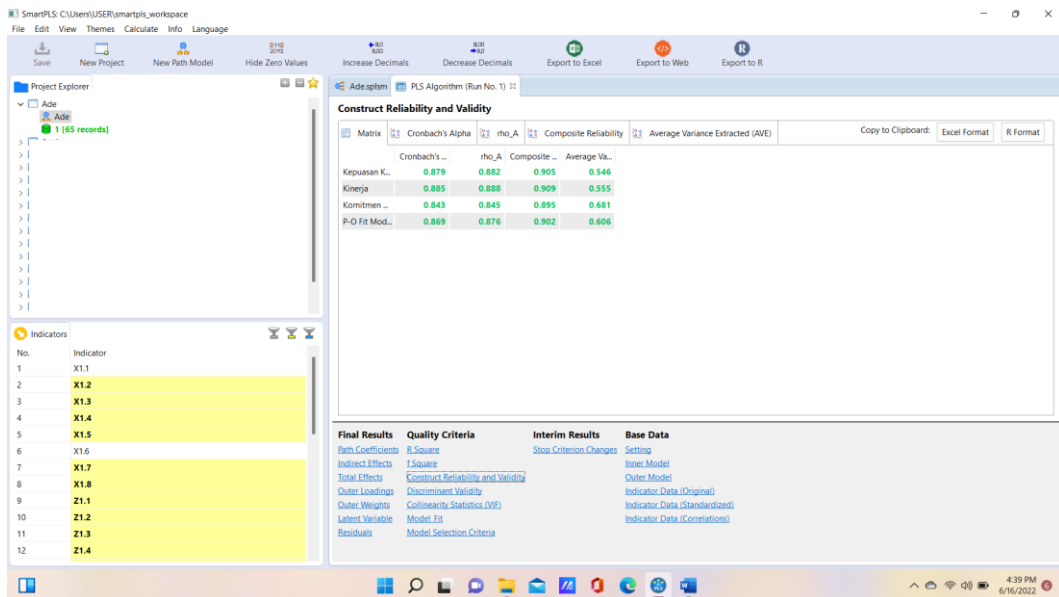 SmartPLS: C:\Users\USER\smartpls_workspace
File Edit View Themes Calculate Info Language
Save New Project New Path Model Hide Zero Values Increase Decimals Decrease Decimals Export to Excel Export to Web Export to R
Project Explorer
Ade
Ade
1 [65 records]
Indicators
No. Indicator
1 X1.1
2 X1.2
3 X1.3
4 X1.4
5 X1.5
6 X1.6
7 X1.7
8 X1.8
9 Z1.1
10 Z1.2
11 Z1.3
12 Z1.4
Ade.splsm PLS Algorithm (Run No. 1)
Construct Reliability and Validity
Matrix Cronbach's Alpha rho_A Composite Reliability Average Variance Extracted (AVE) Copy to Clipboard: Excel Format R Format
Cronbach's ... rho_A Composite ... Average Va...
Kepuasan K... 0.879 0.882 0.905 0.546
Kinerja 0.885 0.888 0.909 0.555
Komitmen ... 0.843 0.845 0.895 0.681
P-O Fit Mod... 0.869 0.876 0.902 0.606
Final Results Quality Criteria Interim Results Base Data
Path Coefficients R Square Stop Criterion Changes Setting
Indirect Effects f Square Inner Model
Total Effects Construct Reliability and Validity Outer Model
Outer Loadings Discriminant Validity Indicator Data (Original)
Outer Weights Collinearity Statistics (VIF) Indicator Data (Standardized)
Latent Variable Model Fit Indicator Data (Correlations)
Residuals Model Selection Criteria
4:39 PM
6/16/2022